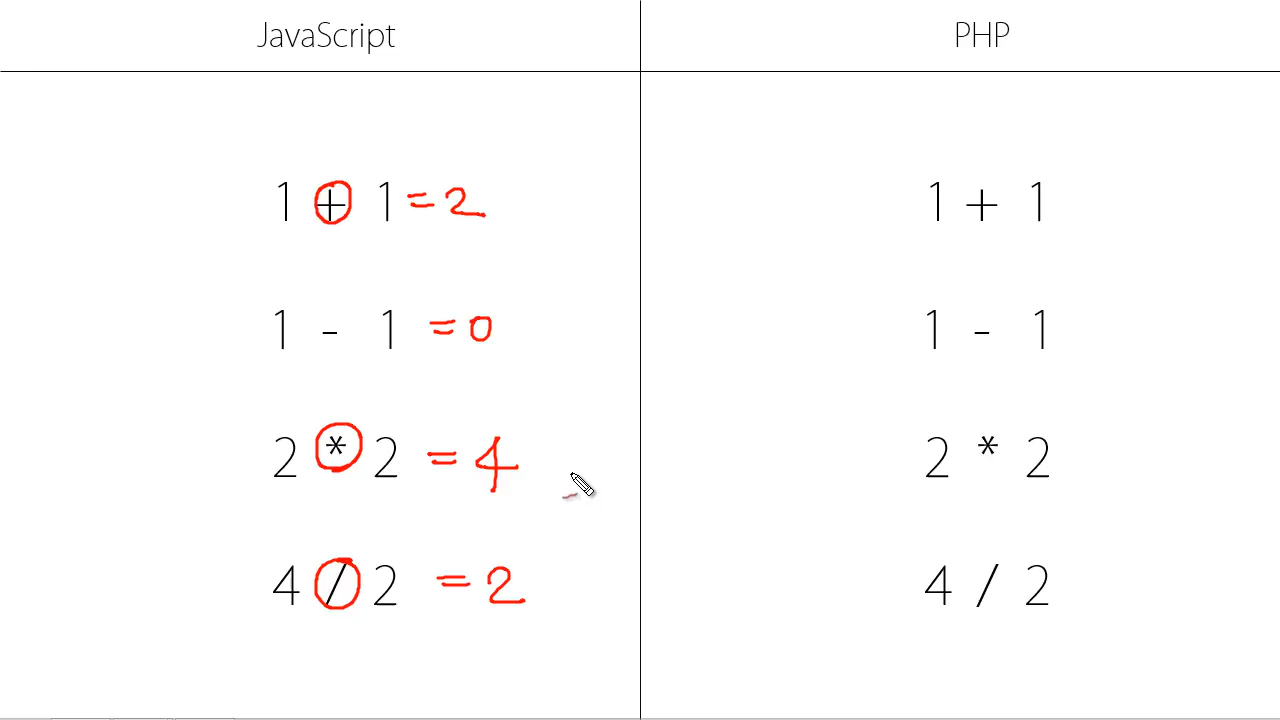 JavaScript PHP
1 + 1 = 2 1 + 1
1 - 1 = 0 1 - 1
2 * 2 = 4 2 * 2
4 / 2 = 2 4 / 2